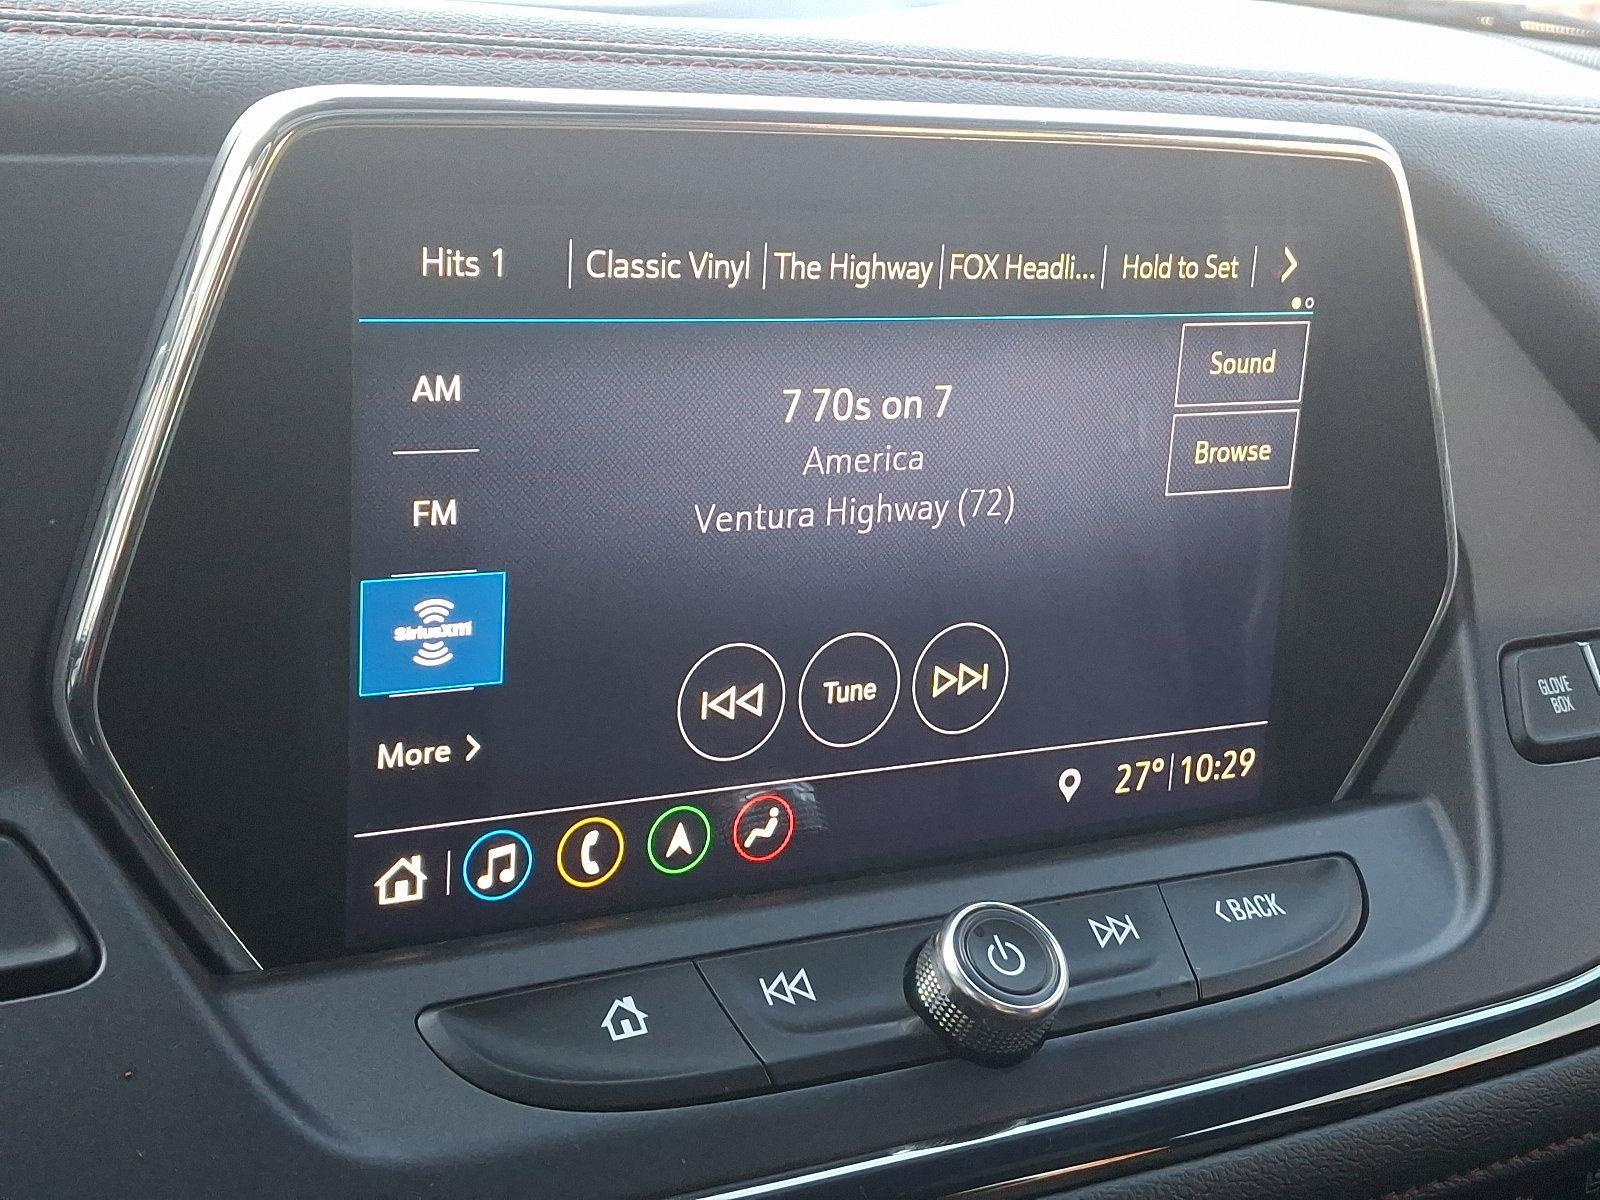 Hits 1 | Classic Vinyl | The Highway | FOX Headli... | Hold to Set |
AM
FM
SiriusXM
More
7 70s on 7
America
Ventura Highway (72)
Sound
Browse
Tune
27° | 10:29
BACK
GLOVE
BOX